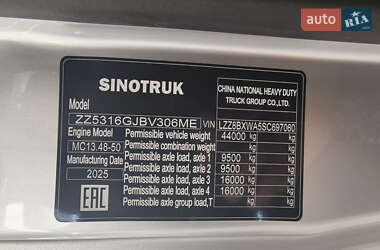 auto RIA
SINOTRUK
CHINA NATIONAL HEAVY DUTY
TRUCK GROUP CO.,LTD.
Model
ZZ5316GJBV306ME VIN LZZ8BXWA5SC697060
Engine Model Permissible vehicle weight 44000 kg
MC13.48-50 Permissible combination weight kg
Manufacturing Date Permissible axle load, axle 1 9500 kg
2025 Permissible axle load, axle 2 9500 kg
Permissible axle load, axle 3 16000 kg
EAC Permissible axle load, axle 4 16000 kg
Permissible axle group load,T kg